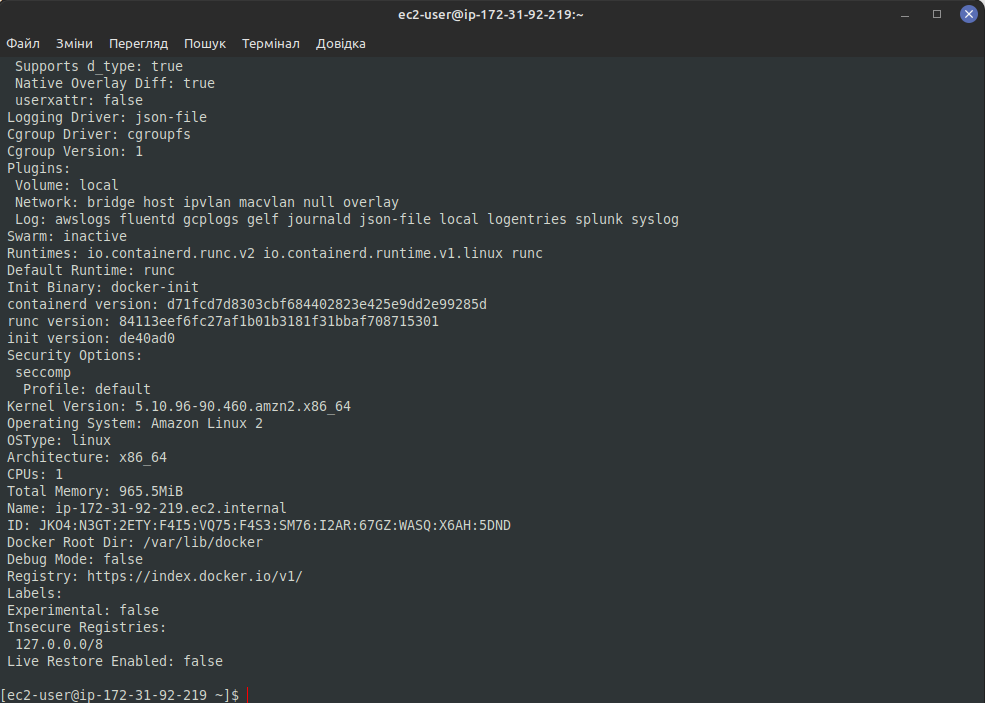 ec2-user@ip-172-31-92-219:~
Файл Зміни Перегляд Пошук Термінал Довідка
Supports d_type: true
Native Overlay Diff: true
userxattr: false
Logging Driver: json-file
Cgroup Driver: cgroupfs
Cgroup Version: 1
Plugins:
Volume: local
Network: bridge host ipvlan macvlan null overlay
Log: awslogs fluentd gcplogs gelf journald json-file local logentries splunk syslog
Swarm: inactive
Runtimes: io.containerd.runc.v2 io.containerd.runtime.v1.linux runc
Default Runtime: runc
Init Binary: docker-init
containerd version: d71fcd7d8303cbf684402823e425e9dd2e99285d
runc version: 84113eef6fc27af1b01b3181f31bbaf708715301
init version: de40ad0
Security Options:
seccomp
Profile: default
Kernel Version: 5.10.96-90.460.amzn2.x86_64
Operating System: Amazon Linux 2
OSType: linux
Architecture: x86_64
CPUs: 1
Total Memory: 965.5MiB
Name: ip-172-31-92-219.ec2.internal
ID: JKO4:N3GT:2ETY:F4I5:VQ75:F4S3:SM76:I2AR:67GZ:WASQ:X6AH:5DND
Docker Root Dir: /var/lib/docker
Debug Mode: false
Registry: https://index.docker.io/v1/
Labels:
Experimental: false
Insecure Registries:
127.0.0.0/8
Live Restore Enabled: false
[ec2-user@ip-172-31-92-219 ~]$